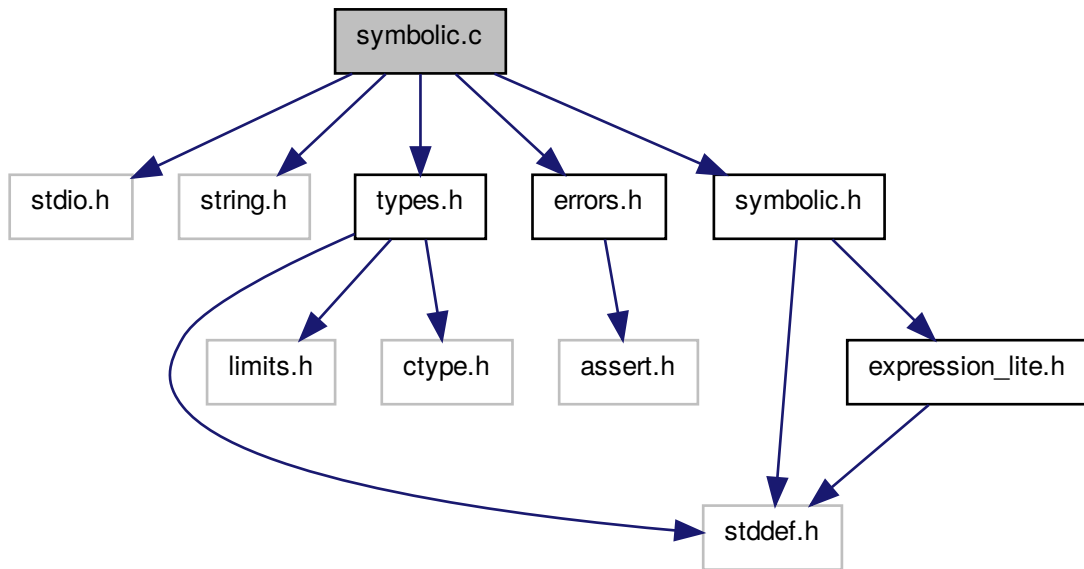 symbolic.c
stdio.h
string.h
types.h
errors.h
symbolic.h
limits.h
ctype.h
assert.h
expression_lite.h
stddef.h